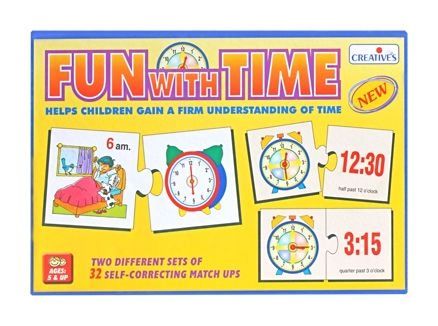 FUN WITH TIME
CREATIVE'S
NEW
HELPS CHILDREN GAIN A FIRM UNDERSTANDING OF TIME
6 am.
12:30
half past 12 o'clock
3:15
quarter past 3 o'clock
TWO DIFFERENT SETS OF
32 SELF-CORRECTING MATCH UPS
AGES:
5 & UP